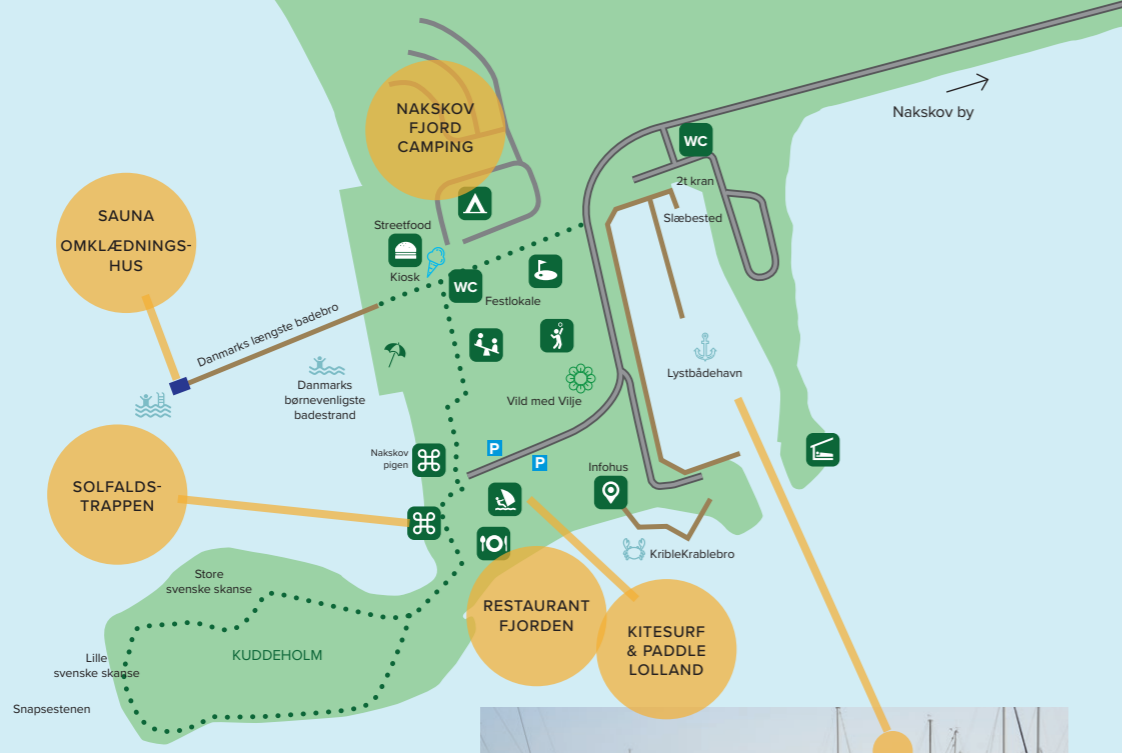 NAKSKOV
FJORD
CAMPING
Nakskov by
WC
2t kran
Slæbested
SAUNA
OMKLÆDNINGS-
HUS
Streetfood
Kiosk
WC
Festlokale
Danmarks længste badebro
Danmarks
børnevenligste
badestrand
Lystbådehavn
Vild med Vilje
Nakskov
pigen
P
P
Infohus
SOLFALDS-
TRAPPEN
KribleKrablebro
Store
svenske skanse
RESTAURANT
FJORDEN
KITESURF
& PADDLE
LOLLAND
KUDDEHOLM
Lille
svenske skanse
Snapsestenen